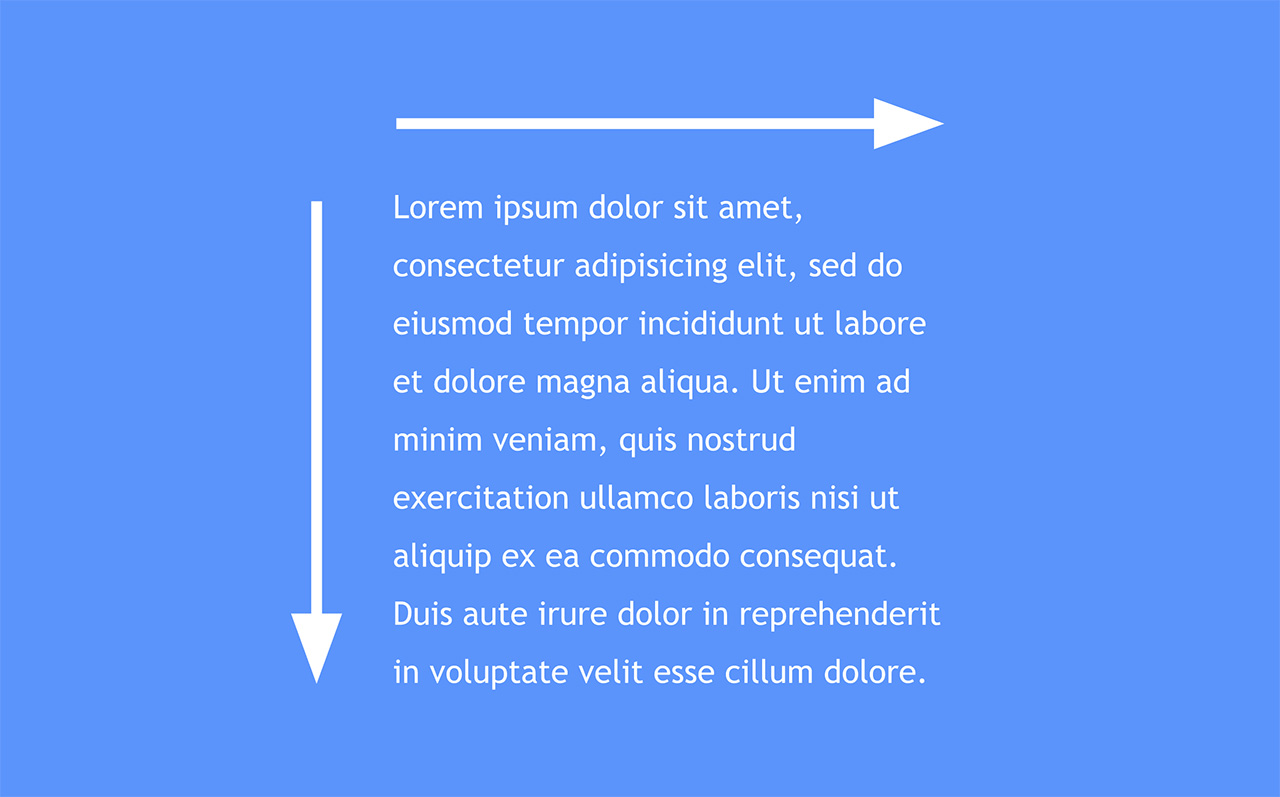 Lorem ipsum dolor sit amet,
consectetur adipisicing elit, sed do
eiusmod tempor incididunt ut labore
et dolore magna aliqua. Ut enim ad
minim veniam, quis nostrud
exercitation ullamco laboris nisi ut
aliquip ex ea commodo consequat.
Duis aute irure dolor in reprehenderit
in voluptate velit esse cillum dolore.